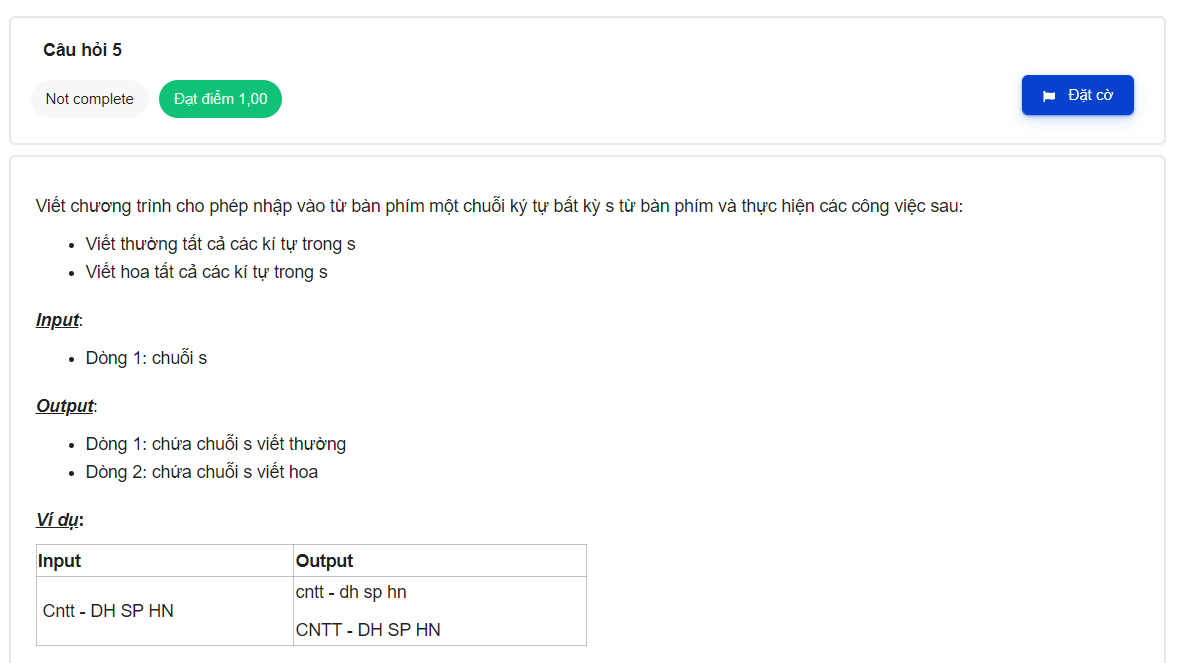 Câu hỏi 5
Not complete
Đạt điểm 1,00
Đặt cờ
Viết chương trình cho phép nhập vào từ bàn phím một chuỗi ký tự bất kỳ s từ bàn phím và thực hiện các công việc sau:
Viết thường tất cả các kí tự trong s
Viết hoa tất cả các kí tự trong s
Input:
Dòng 1: chuỗi s
Output:
Dòng 1: chứa chuỗi s viết thường
Dòng 2: chứa chuỗi s viết hoa
Ví dụ:
Input Output
Cntt - DH SP HN
cntt - dh sp hn
CNTT - DH SP HN